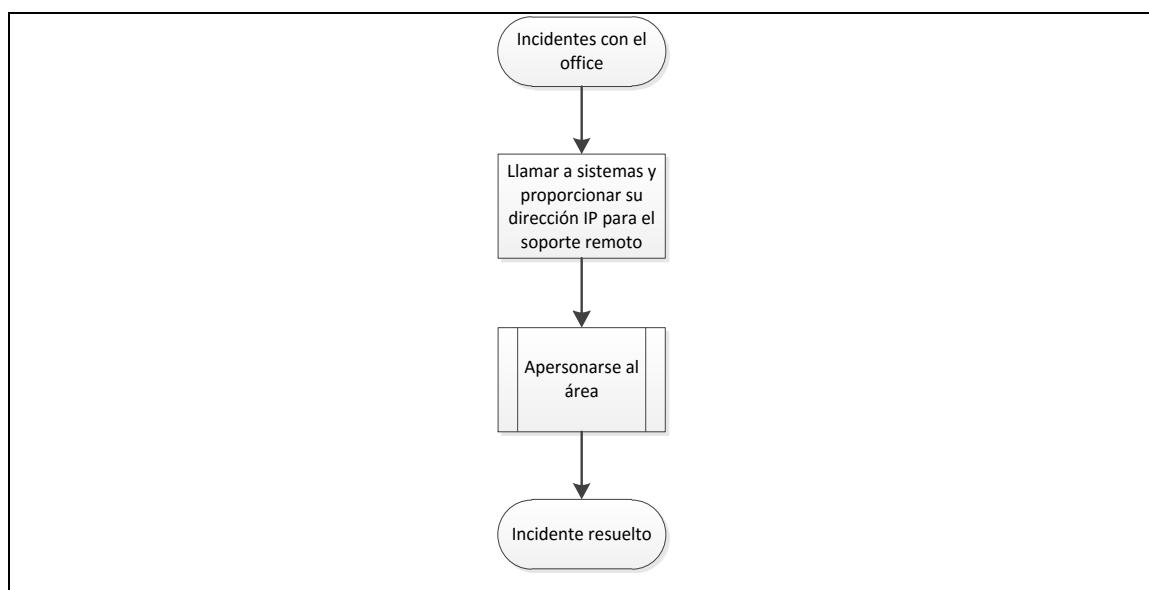 Incidentes con el
office
Llamar a sistemas y
proporcionar su
dirección IP para el
soporte remoto
Apersonarse al
área
Incidente resuelto